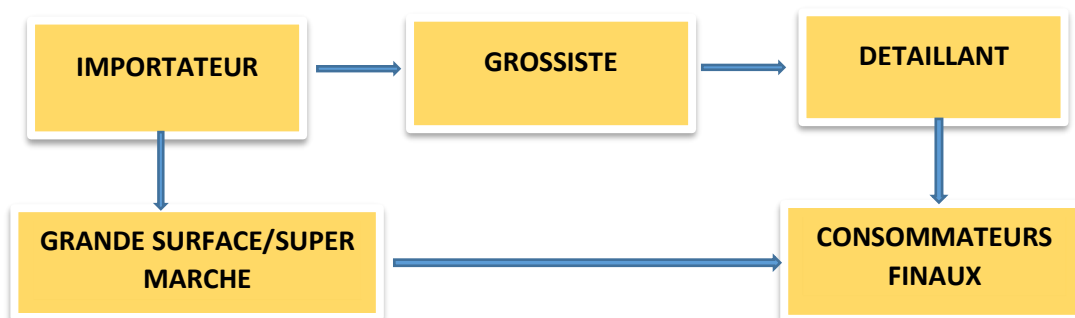 IMPORTATEUR
GROSSISTE
DETAILLANT
GRANDE SURFACE/SUPER
MARCHE
CONSOMMATEURS
FINAUX